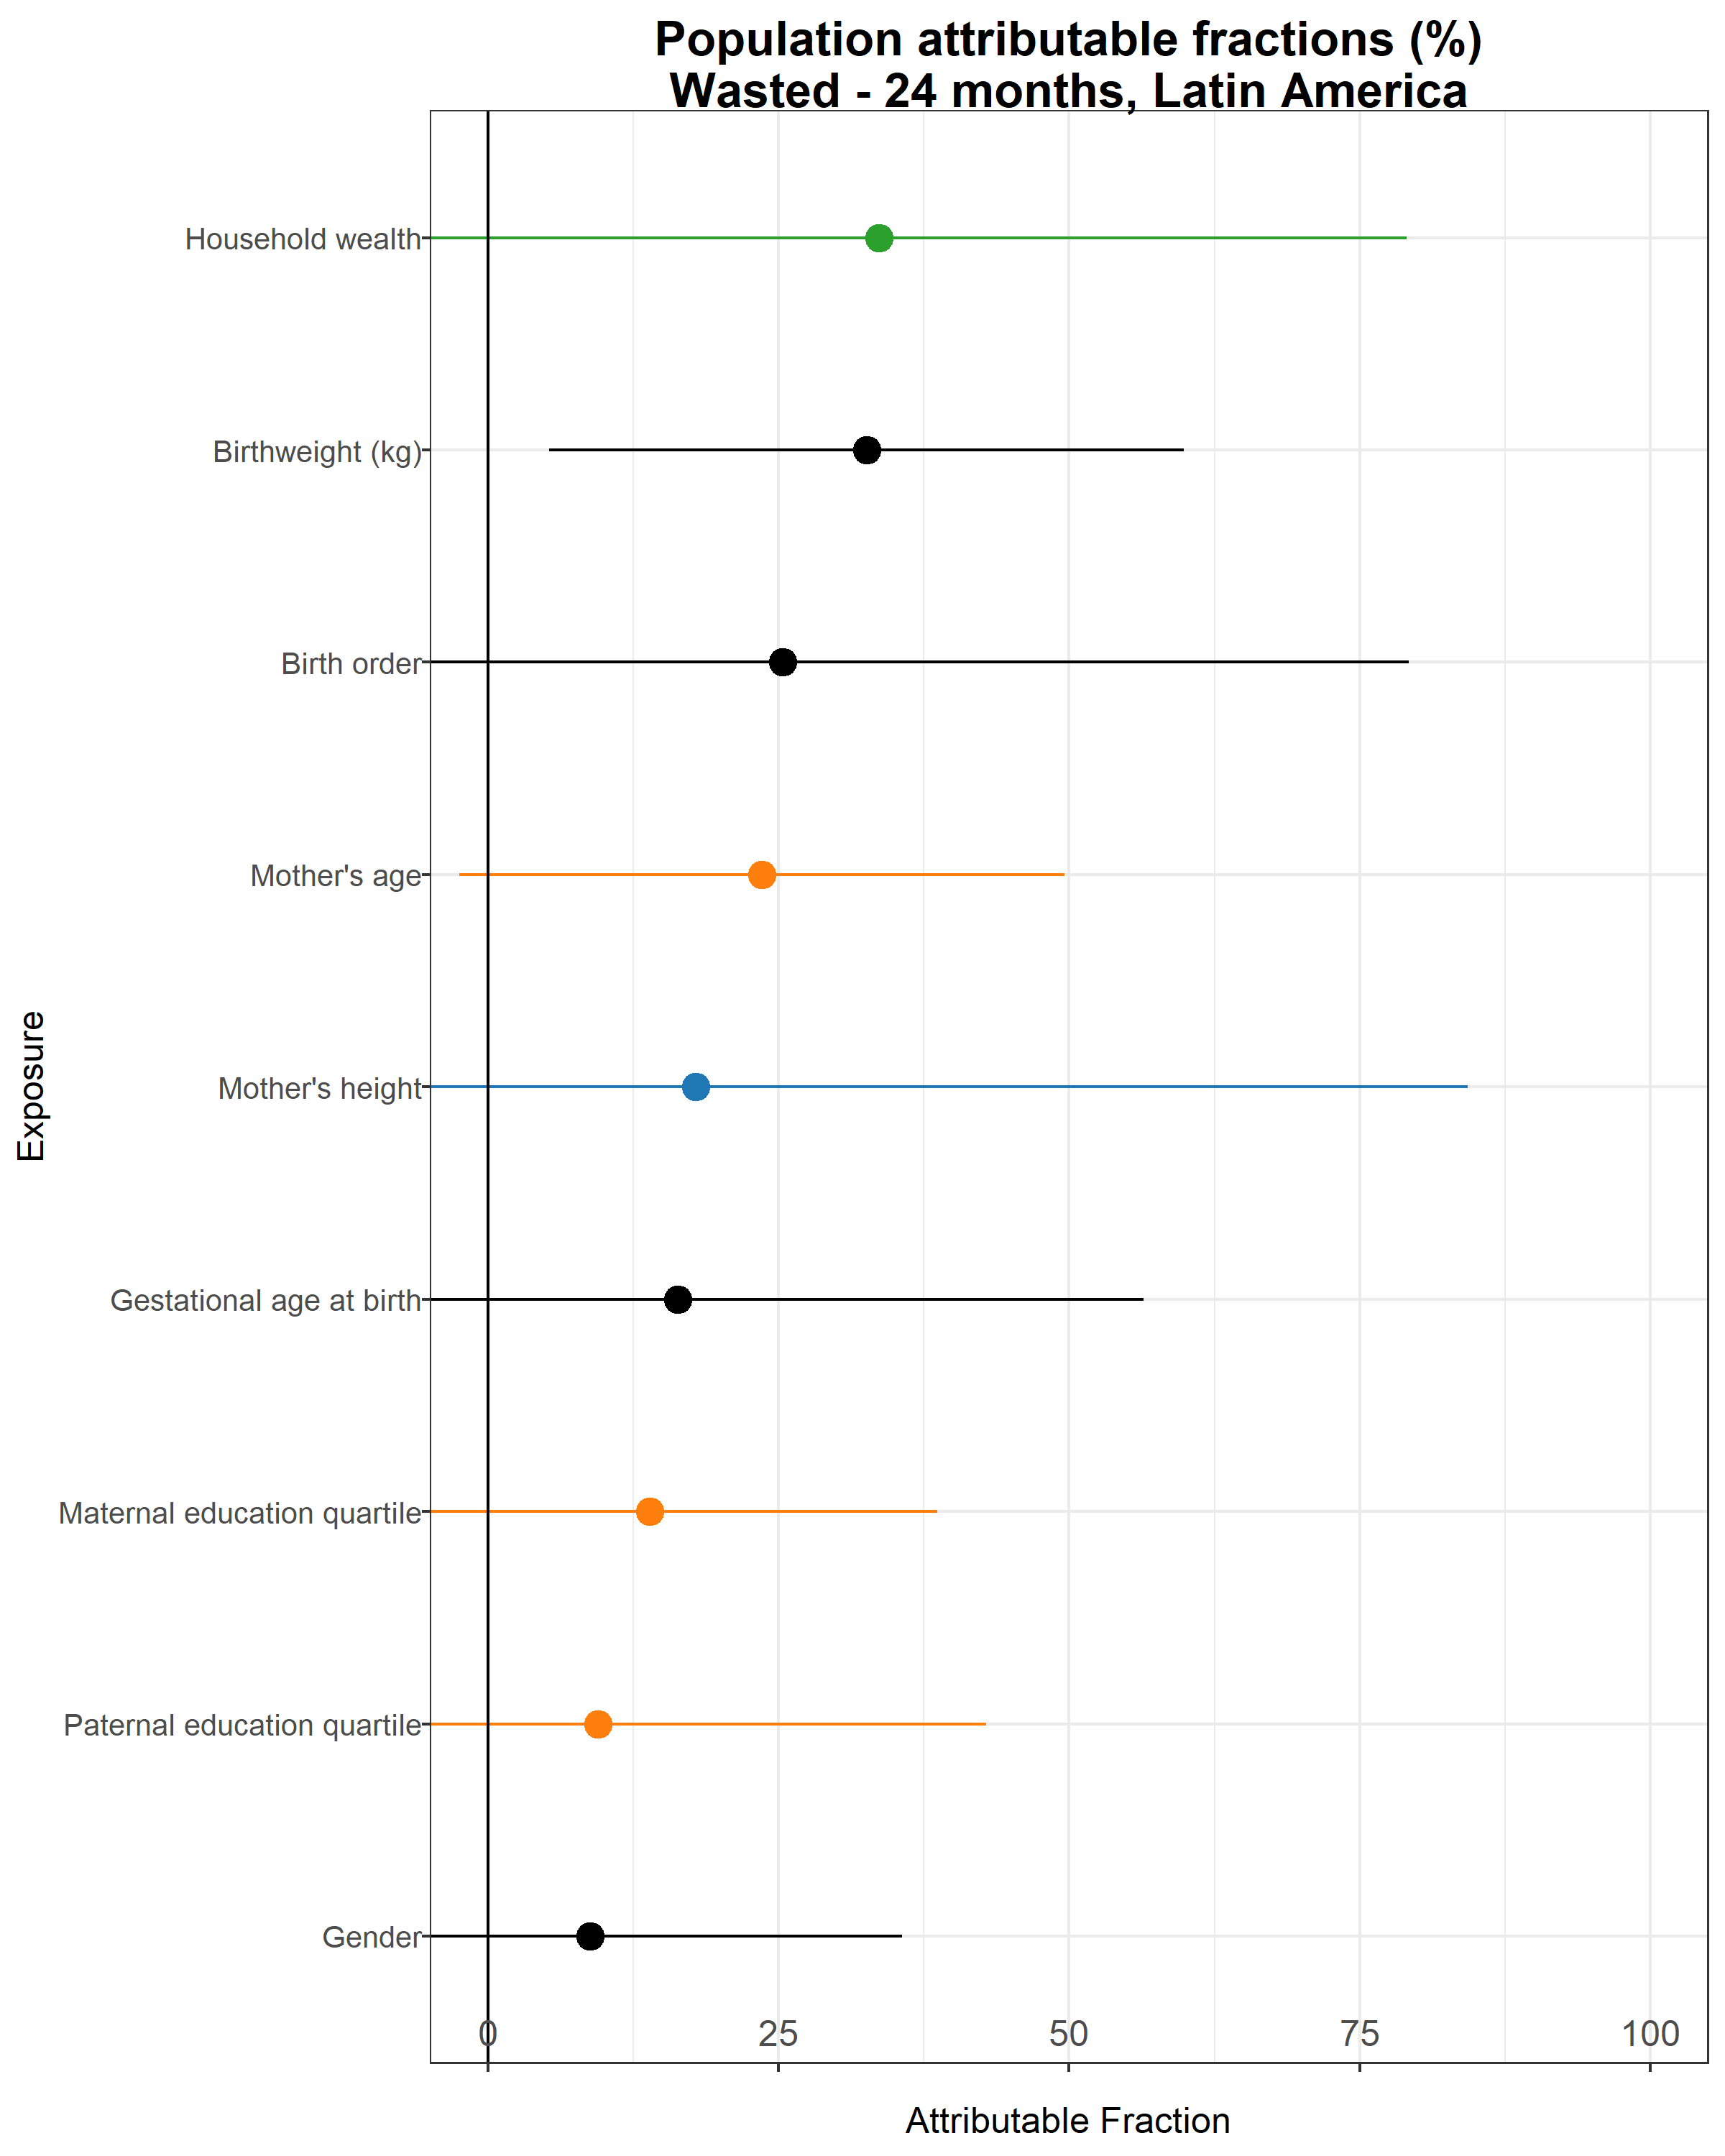 Population attributable fractions (%)
Wasted - 24 months, Latin America
Household wealth
Birthweight (kg)
Birth order
Mother's age
Mother's height
Gestational age at birth
Maternal education quartile
Paternal education quartile
Gender
Exposure
0 25 50 75 100
Attributable Fraction